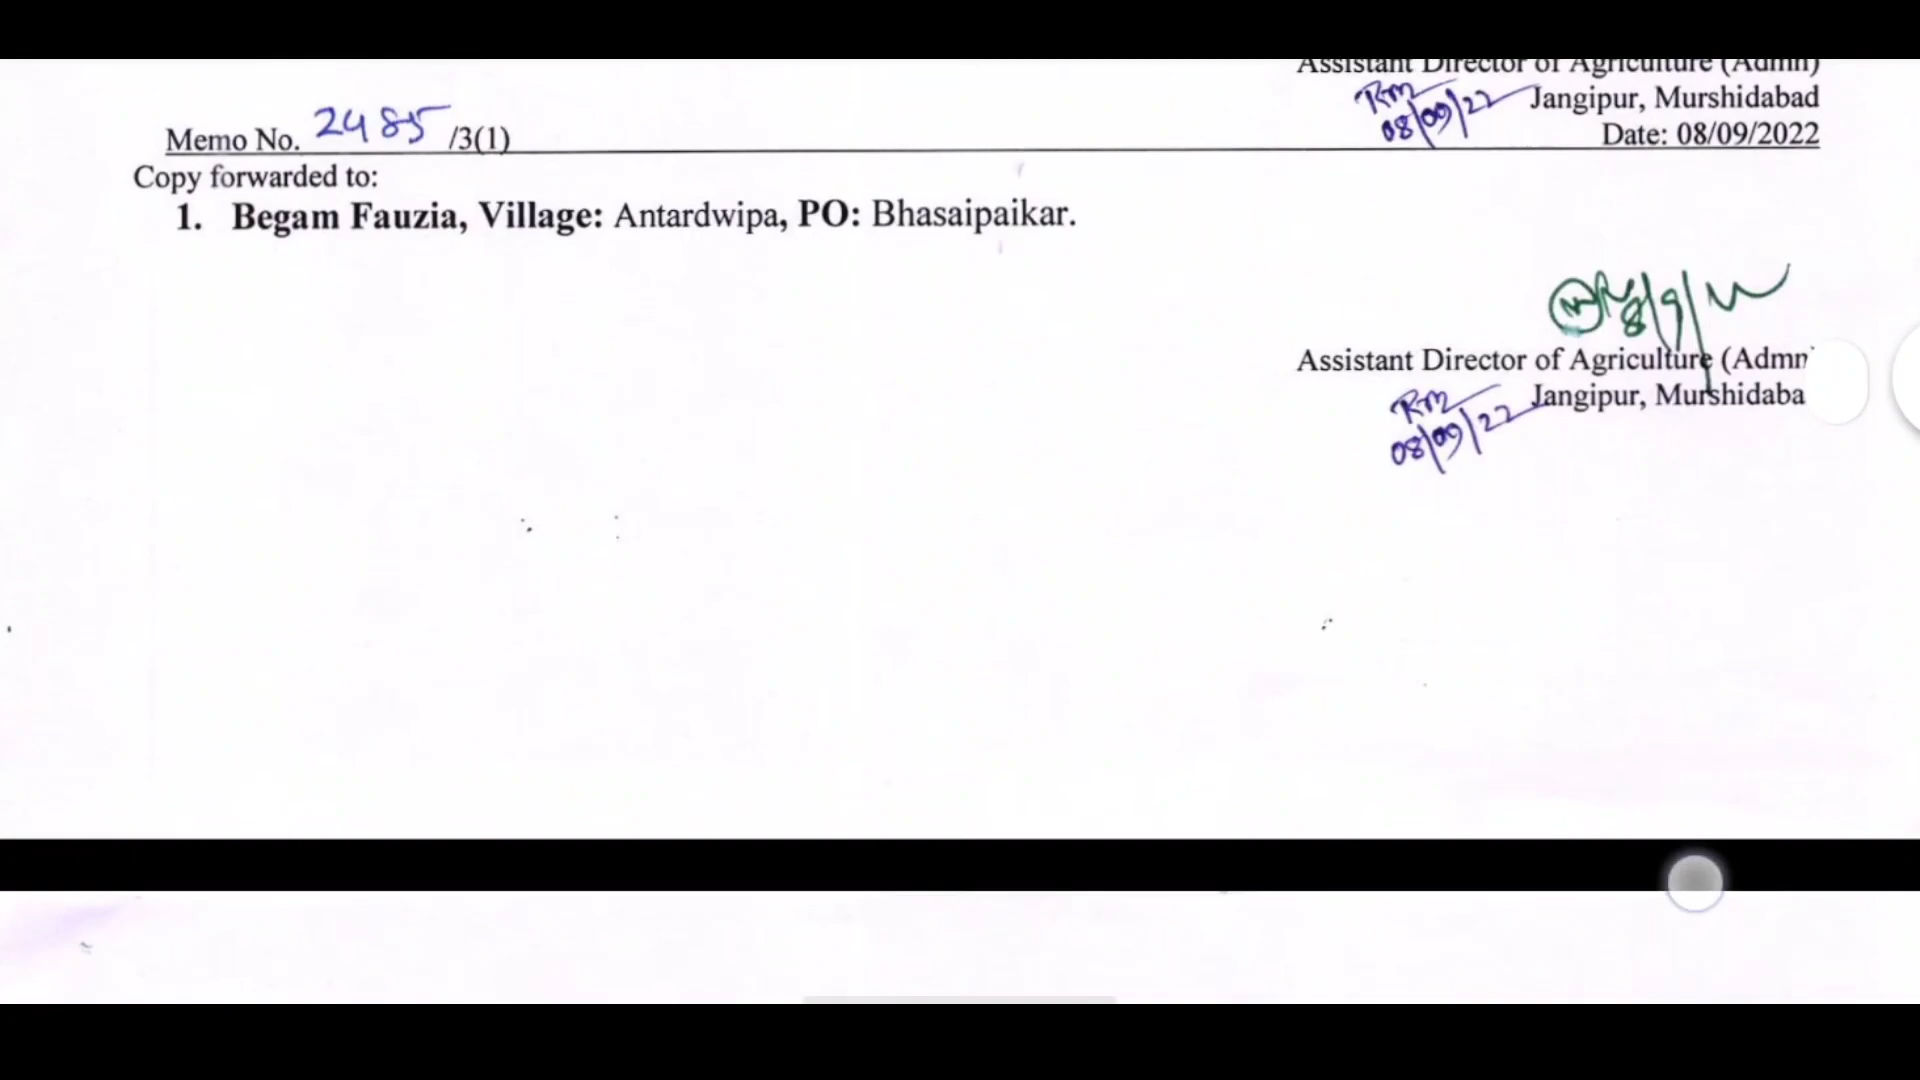 Assistant Director of Agriculture (Admn)
Jangipur, Murshidabad
08/09/22
Memo No. 2485 /3(1)
Date: 08/09/2022
Copy forwarded to:
1. Begam Fauzia, Village: Antardwipa, PO: Bhasaipaikar.
8/9/
Assistant Director of Agriculture (Admn
Jangipur, Murshidaba
08/09/22